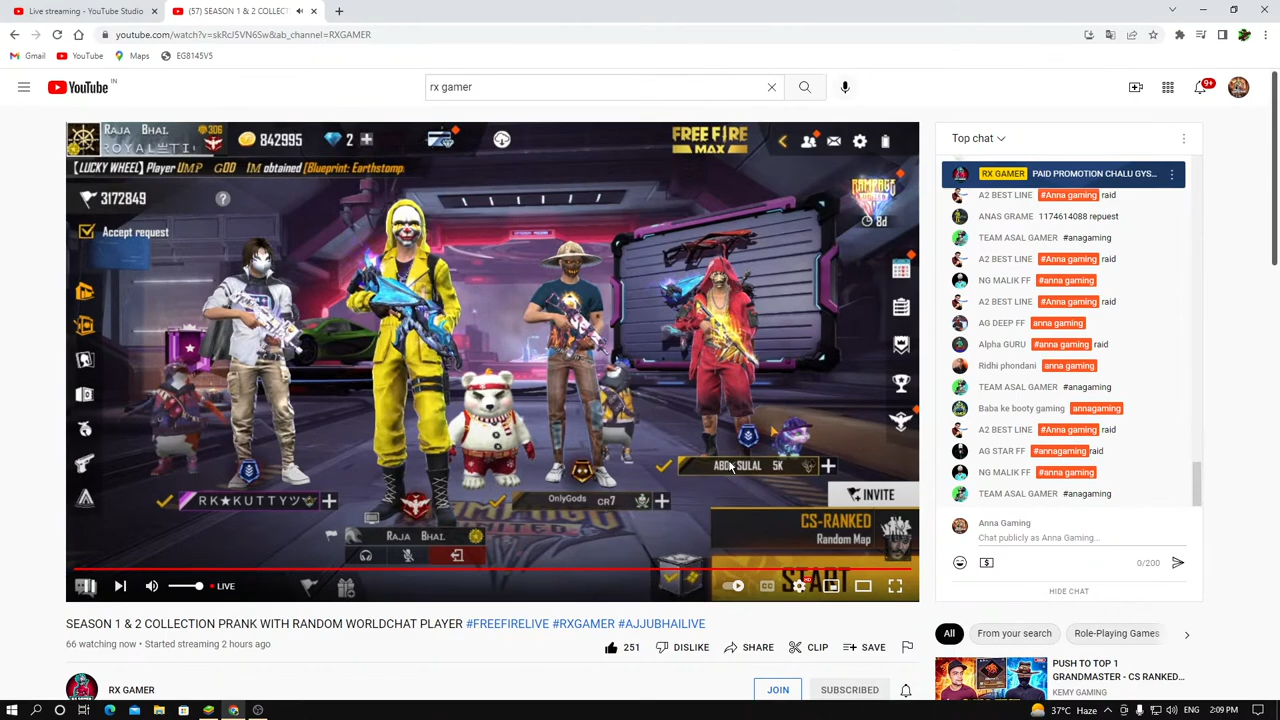 Live streaming - YouTube Studio
(57) SEASON 1 & 2 COLLECT
youtube.com/watch?v=skRcJ5VN6Sw&ab_channel=RXGAMER
Gmail
YouTube
Maps
EG8145V5
YouTube IN
rx gamer
9+
RAJA BHAI.
306
842995
2
FREE FIRE
MAX
[LUCKY WHEEL] Player
obtained [Blueprint: Earthstomp
3172849
?
RAMPAGE
8d
Accept request
RK★KUTTYY
OnlyGods CR7
SULAL 5K
RAJA BHAI.
INVITE
CS-RANKED
Random Map
START
LIVE
CC
HD
SEASON 1 & 2 COLLECTION PRANK WITH RANDOM WORLDCHAT PLAYER #FREEFIRELIVE #RXGAMER #AJJUBHAILIVE
66 watching now • Started streaming 2 hours ago
251
DISLIKE
SHARE
CLIP
SAVE
RX GAMER
JOIN
SUBSCRIBED
Top chat
RX GAMER PAID PROMOTION CHALU GYS...
A2 BEST LINE #Anna gaming raid
ANAS GRAME 1174614088 repuest
TEAM ASAL GAMER #anagaming
A2 BEST LINE #Anna gaming raid
NG MALIK FF #anna gaming
A2 BEST LINE #Anna gaming raid
AG DEEP FF anna gaming
Alpha GURU #anna gaming raid
Ridhi phondani anna gaming
TEAM ASAL GAMER #anagaming
Baba ke booty gaming annagaming
A2 BEST LINE #Anna gaming raid
AG STAR FF #annagaming raid
NG MALIK FF #anna gaming
TEAM ASAL GAMER #anagaming
Anna Gaming
Chat publicly as Anna Gaming...
0/200
HIDE CHAT
All
From your search
Role-Playing Games
PUSH TO TOP 1
GRANDMASTER - CS RANKED...
KEMY GAMING
37°C Haze
ENG
2:09 PM